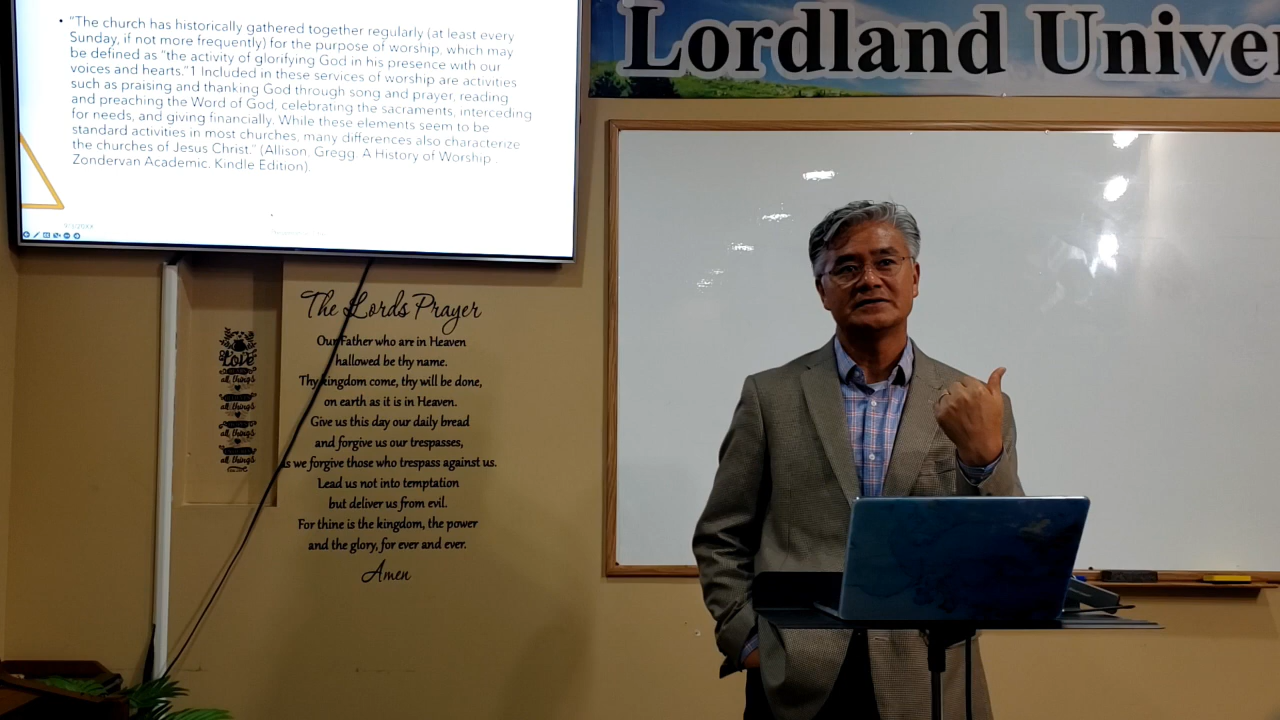 • "The church has historically gathered together regularly (at least every
Sunday, if not more frequently) for the purpose of worship, which may
be defined as "the activity of glorifying God in his presence with our
voices and hearts."1 Included in these services of worship are activities
such as praising and thanking God through song and prayer, reading
and preaching the Word of God, celebrating the sacraments, interceding
for needs, and giving financially. While these elements seem to be
standard activities in most churches, many differences also characterize
the churches of Jesus Christ." (Allison, Gregg. A History of Worship .
Zondervan Academic. Kindle Edition).
Lordland Univer
The Lords Prayer
Our Father who are in Heaven
hallowed be thy name.
Thy kingdom come, thy will be done,
on earth as it is in Heaven.
Give us this day our daily bread
and forgive us our trespasses,
as we forgive those who trespass against us.
Lead us not into temptation
but deliver us from evil.
For thine is the kingdom, the power
and the glory, for ever and ever.
Amen
LOVE
all things
all things
all things
all things